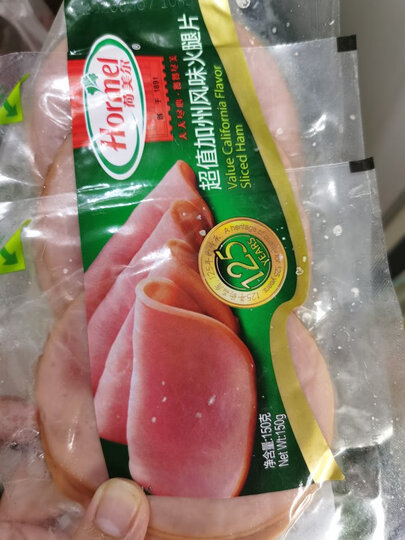 Hormel
荷美尔
创于1891
超值加州风味火腿片
Value California Flavor
Sliced Ham
125
YEARS
净含量:150克
Net Wt:150g